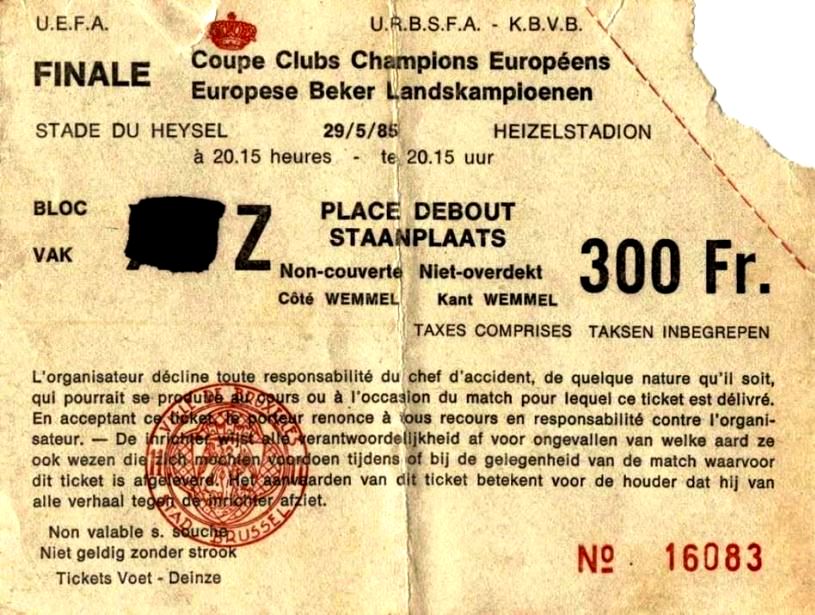 U.E.F.A. U.R.B.S.F.A. - K.B.V.B.
FINALE
Coupe Clubs Champions Européens
Europese Beker Landskampioenen
STADE DU HEYSEL 29/5/85 HEIZELSTADION
à 20.15 heures - te 20.15 uur
BLOC
VAK
Z
PLACE DEBOUT
STAANPLAATS
Non-couverte Niet-overdekt
Côté WEMMEL Kant WEMMEL
300 Fr.
TAXES COMPRISES TAKSEN INBEGREPEN
L'organisateur décline toute responsabilité du chef d'accident, de quelque nature qu'il soit,
qui pourrait se produire au cours ou à l'occasion du match pour lequel ce ticket est délivré.
En acceptant ce ticket, le porteur renonce à tous recours en responsabilité contre l'organi-
sateur. — De inrichter wijst alle verantwoordelijkheid af voor ongevallen van welke aard ze
ook wezen die zich mochten voordoen tijdens of bij de gelegenheid van de match waarvoor
dit ticket is afgeleverd. Het aanvaarden van dit ticket betekent voor de houder dat hij van
alle verhaal tegen de inrichter afziet.
Non valable s. souche
Niet geldig zonder strook
Tickets Voet - Deinze
Nº 16083
BRUSSEL